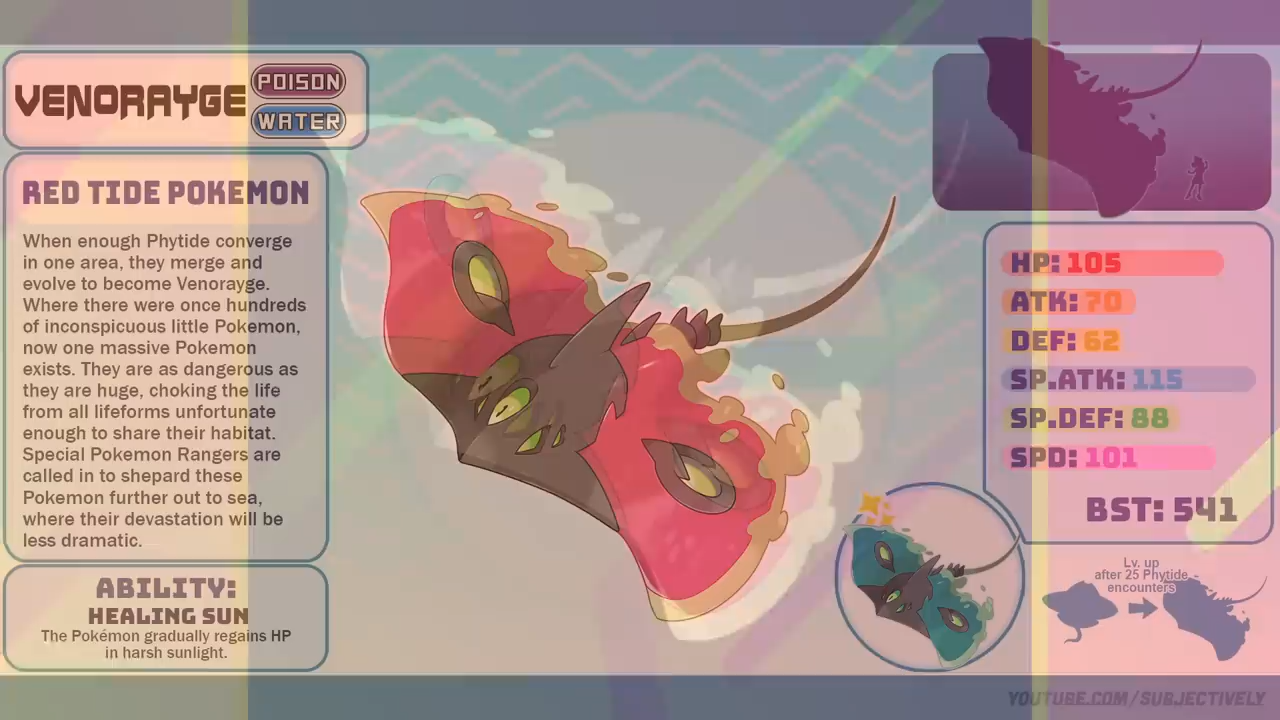 VENORAYGE
POISON
WATER
RED TIDE POKEMON
When enough Phytide converge
in one area, they merge and
evolve to become Venorayge.
Where there were once hundreds
of inconspicuous little Pokemon,
now one massive Pokemon
exists. They are as dangerous as
they are huge, choking the life
from all lifeforms unfortunate
enough to share their habitat.
Special Pokemon Rangers are
called in to shepard these
Pokemon further out to sea,
where their devastation will be
less dramatic.
ABILITY:
HEALING SUN
The Pokémon gradually regains HP
in harsh sunlight.
HP: 105
ATK: 70
DEF: 62
SP.ATK: 115
SP.DEF: 88
SPD: 101
BST: 541
Lv. up
after 25 Phytide
encounters
YOUTUBE.COM/SUBJECTIVELY